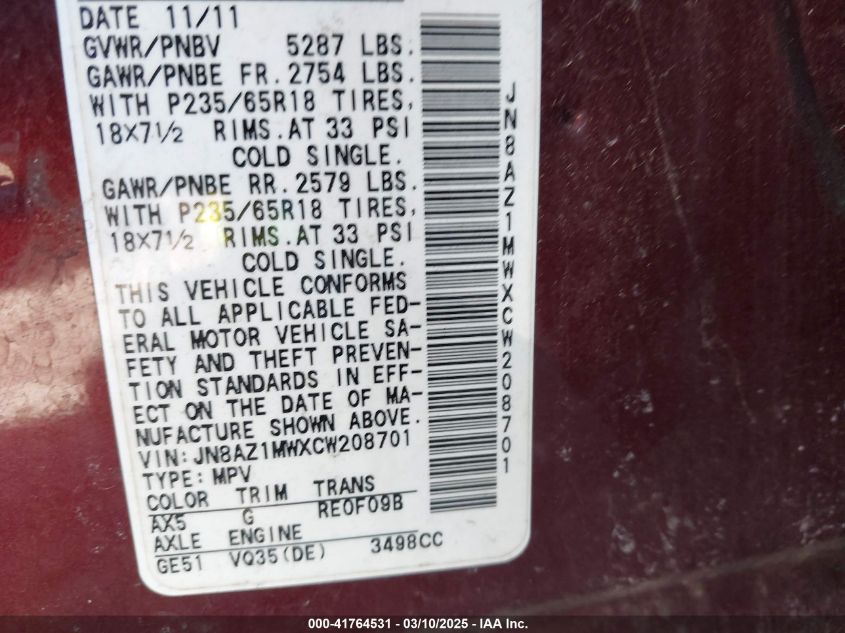 DATE 11/11
GVWR/PNBV 5287 LBS.
GAWR/PNBE FR. 2754 LBS.
WITH P235/65R18 TIRES,
18X7 1/2 RIMS. AT 33 PSI
COLD SINGLE.
GAWR/PNBE RR. 2579 LBS.
WITH P235/65R18 TIRES,
18X7 1/2 RIMS. AT 33 PSI
COLD SINGLE.
THIS VEHICLE CONFORMS
TO ALL APPLICABLE FED-
ERAL MOTOR VEHICLE SA-
FETY AND THEFT PREVEN-
TION STANDARDS IN EFF-
ECT ON THE DATE OF MA-
NUFACTURE SHOWN ABOVE.
VIN: JN8AZ1MWXCW208701
TYPE: MPV
COLOR TRIM TRANS
AX5 G RE0F09B
AXLE ENGINE
GE51 VQ35(DE) 3498CC
JN8AZ1MWXCW208701
000-41764531 - 03/10/2025 - IAA Inc.